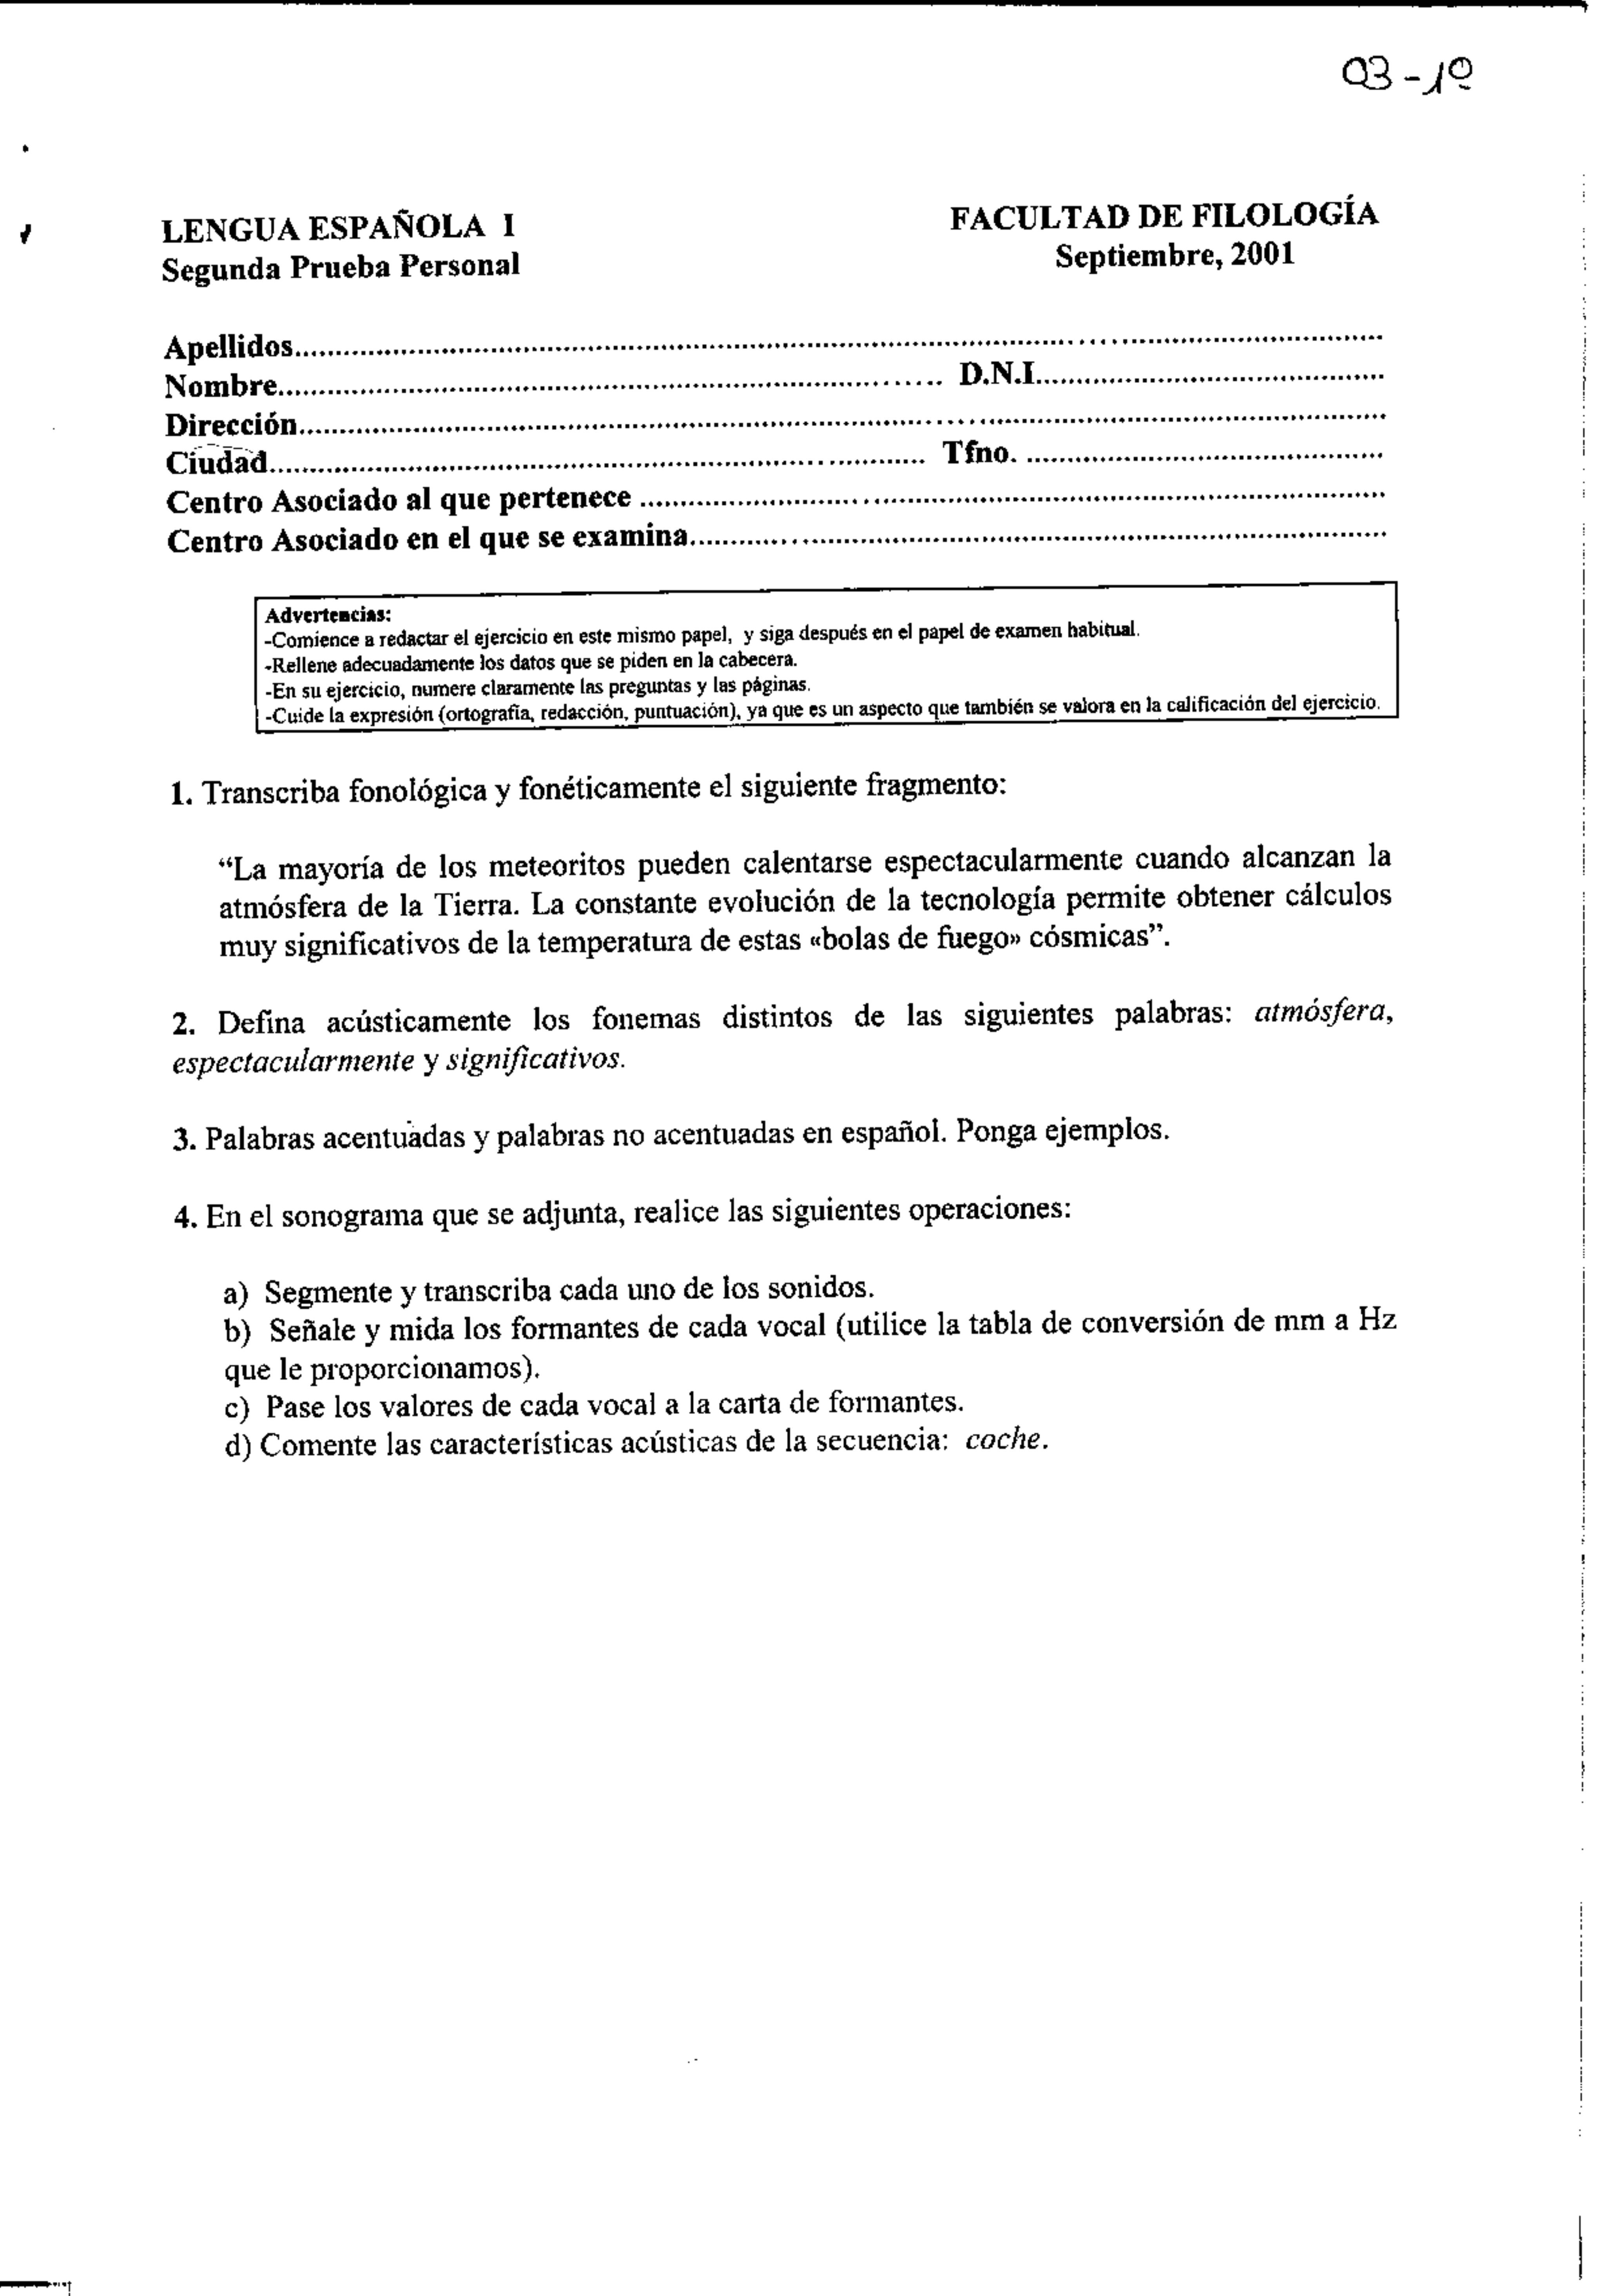 03-1º
LENGUA ESPAÑOLA I
Segunda Prueba Personal
FACULTAD DE FILOLOGÍA
Septiembre, 2001
Apellidos..........................................................................................
Nombre.................................................................. D.N.I..........................................
Dirección..........................................................................................
Ciudad.................................................................. Tfno. ..........................................
Centro Asociado al que pertenece ..........................................................................
Centro Asociado en el que se examina..........................................................................
Advertencias:
-Comience a redactar el ejercicio en este mismo papel, y siga después en el papel de examen habitual.
-Rellene adecuadamente los datos que se piden en la cabecera.
-En su ejercicio, numere claramente las preguntas y las páginas.
-Cuide la expresión (ortografía, redacción, puntuación), ya que es un aspecto que también se valora en la calificación del ejercicio.
1. Transcriba fonológica y fonéticamente el siguiente fragmento:
“La mayoría de los meteoritos pueden calentarse espectacularmente cuando alcanzan la
atmósfera de la Tierra. La constante evolución de la tecnología permite obtener cálculos
muy significativos de la temperatura de estas «bolas de fuego» cósmicas”.
2. Defina acústicamente los fonemas distintos de las siguientes palabras: atmósfera,
espectacularmente y significativos.
3. Palabras acentuadas y palabras no acentuadas en español. Ponga ejemplos.
4. En el sonograma que se adjunta, realice las siguientes operaciones:
a) Segmente y transcriba cada uno de los sonidos.
b) Señale y mida los formantes de cada vocal (utilice la tabla de conversión de mm a Hz
que le proporcionamos).
c) Pase los valores de cada vocal a la carta de formantes.
d) Comente las características acústicas de la secuencia: coche.